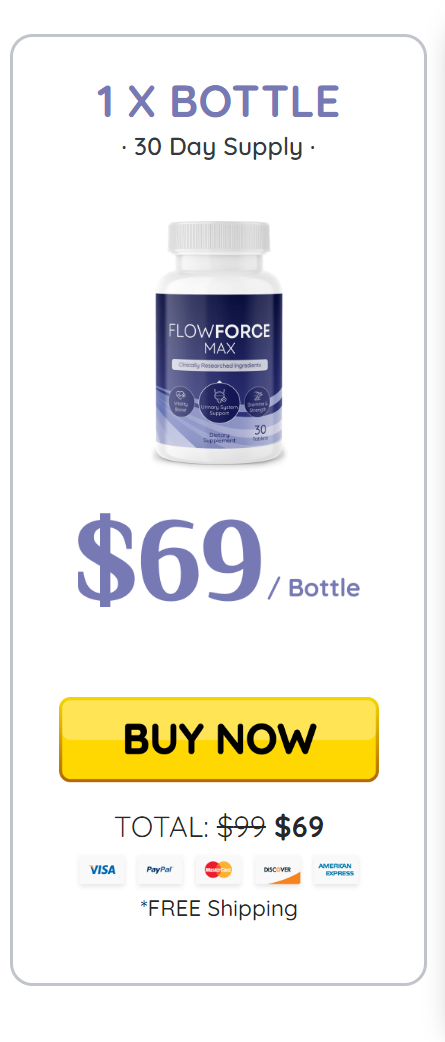 1 X BOTTLE
· 30 Day Supply ·
FLOWFORCE
MAX
Clinically Researched Ingredients
Vitality
Boost
Urinary System
Support
Stamina &
Strength
Dietary
Supplement
30
Tablets
$69 / Bottle
BUY NOW
TOTAL: $99 $69
VISA
PayPal
MasterCard
DISCOVER
AMERICAN
EXPRESS
*FREE Shipping